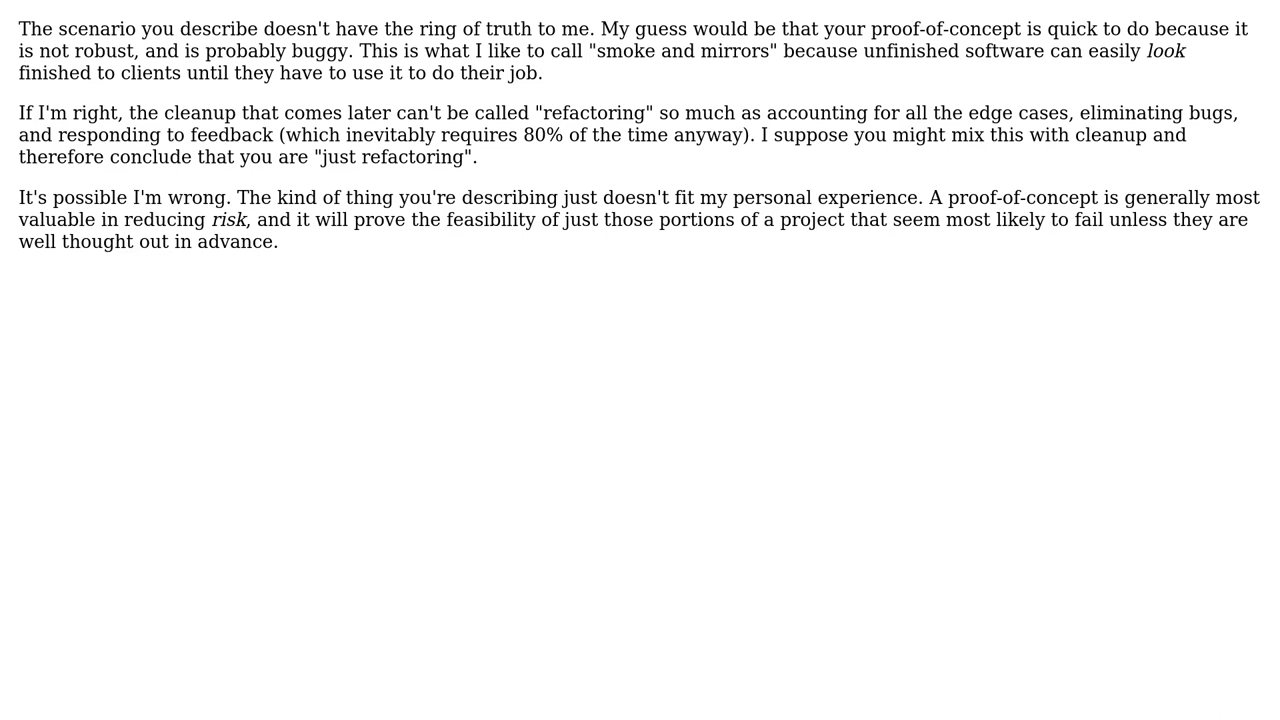 The scenario you describe doesn't have the ring of truth to me. My guess would be that your proof-of-concept is quick to do because it
is not robust, and is probably buggy. This is what I like to call "smoke and mirrors" because unfinished software can easily look
finished to clients until they have to use it to do their job.
If I'm right, the cleanup that comes later can't be called "refactoring" so much as accounting for all the edge cases, eliminating bugs,
and responding to feedback (which inevitably requires 80% of the time anyway). I suppose you might mix this with cleanup and
therefore conclude that you are "just refactoring".
It's possible I'm wrong. The kind of thing you're describing just doesn't fit my personal experience. A proof-of-concept is generally most
valuable in reducing risk, and it will prove the feasibility of just those portions of a project that seem most likely to fail unless they are
well thought out in advance.